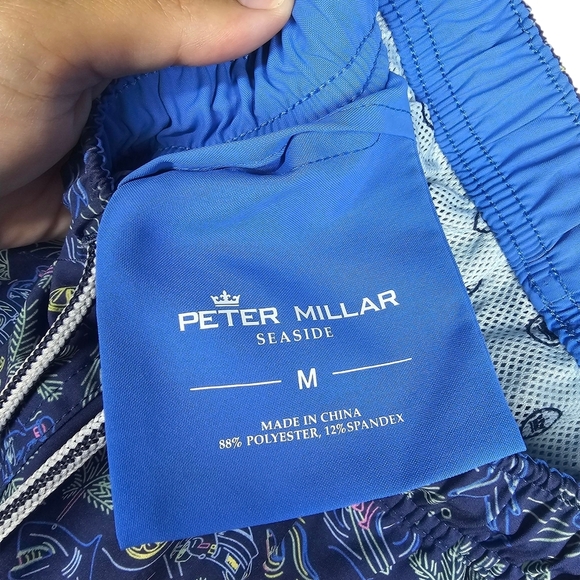 PETER MILLAR
SEASIDE
M
MADE IN CHINA
88% POLYESTER, 12%SPANDEX